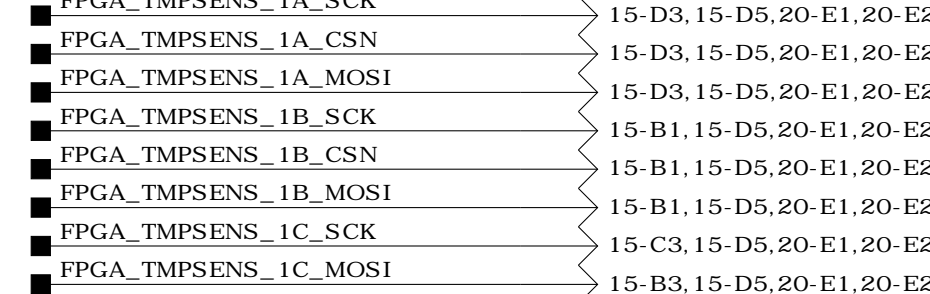 FPGA_TMPSENS_1A_SCK 15-D3,15-D5,20-E1,20-E2
FPGA_TMPSENS_1A_CSN 15-D3,15-D5,20-E1,20-E2
FPGA_TMPSENS_1A_MOSI 15-D3,15-D5,20-E1,20-E2
FPGA_TMPSENS_1B_SCK 15-B1,15-D5,20-E1,20-E2
FPGA_TMPSENS_1B_CSN 15-B1,15-D5,20-E1,20-E2
FPGA_TMPSENS_1B_MOSI 15-B1,15-D5,20-E1,20-E2
FPGA_TMPSENS_1C_SCK 15-C3,15-D5,20-E1,20-E2
FPGA_TMPSENS_1C_MOSI 15-B3,15-D5,20-E1,20-E2